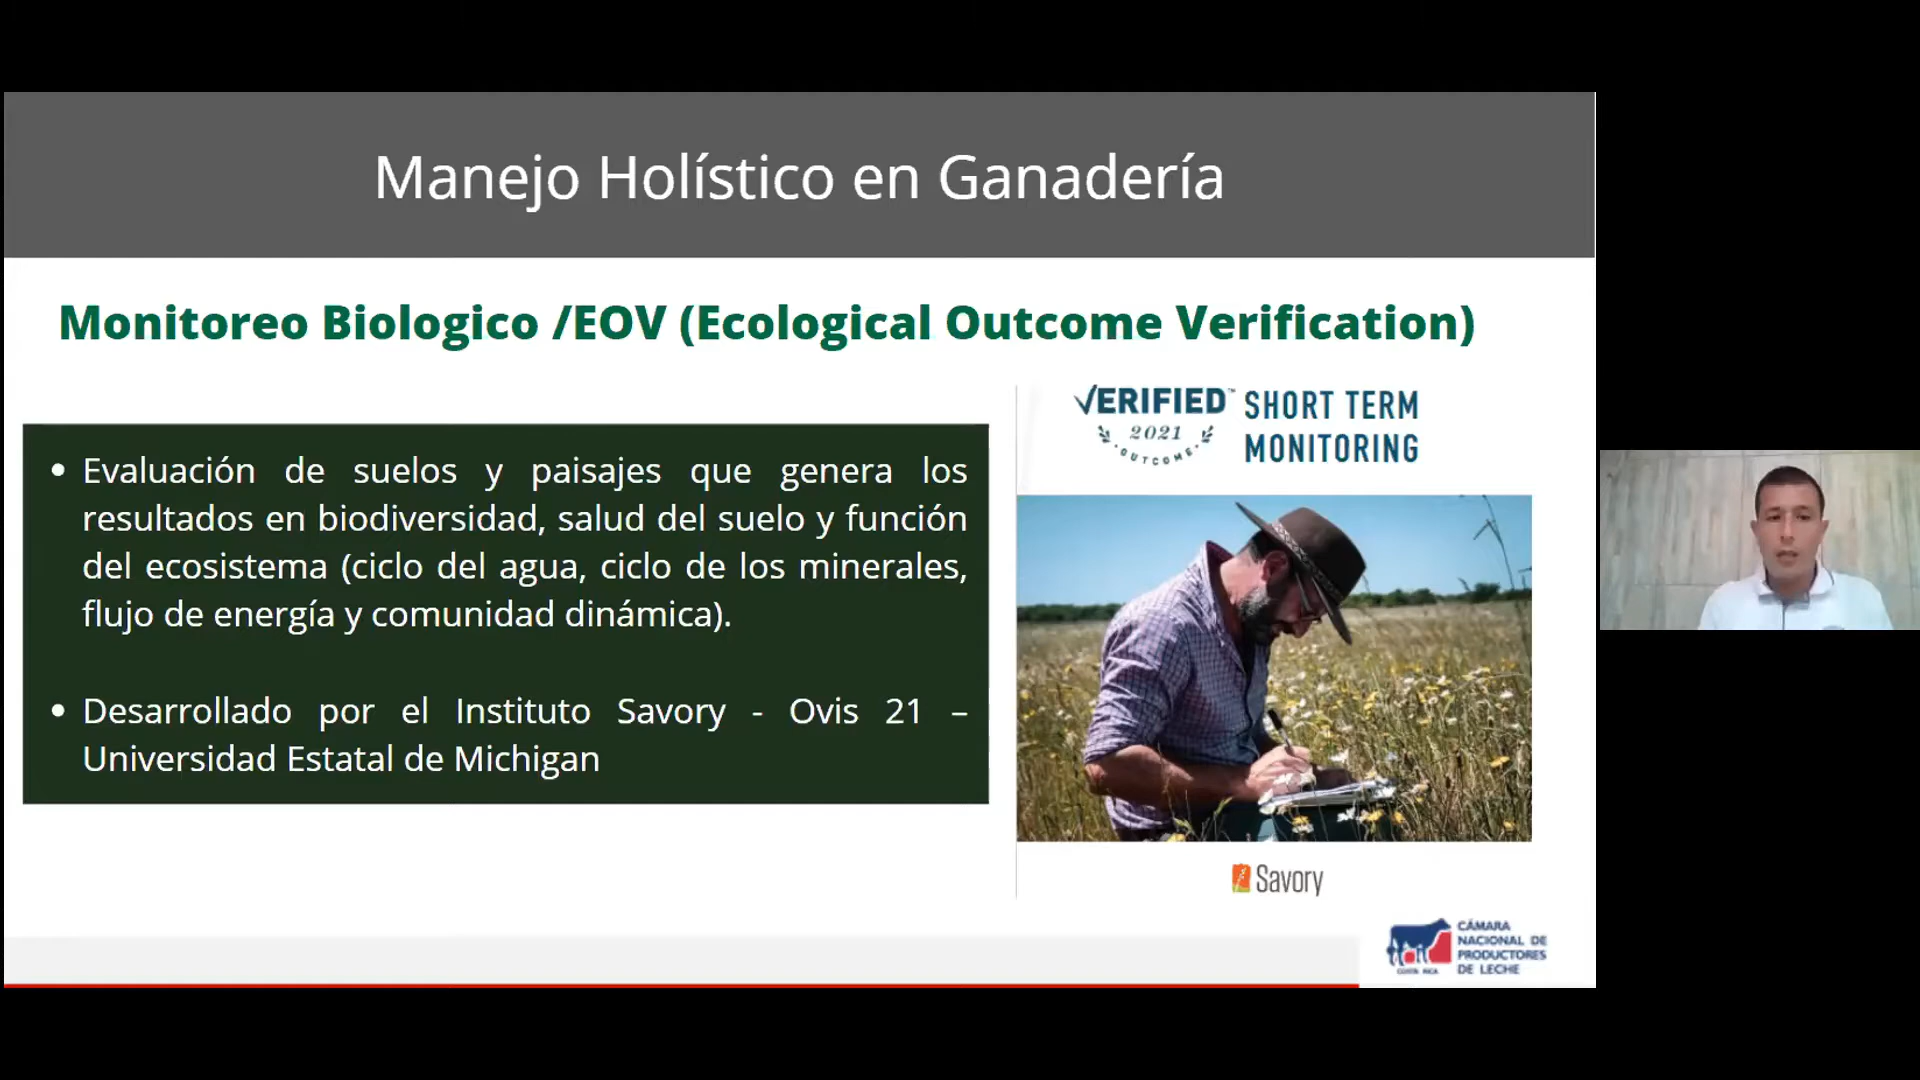 Manejo Holístico en Ganadería
Monitoreo Biologico /EOV (Ecological Outcome Verification)
• Evaluación de suelos y paisajes que genera los
resultados en biodiversidad, salud del suelo y función
del ecosistema (ciclo del agua, ciclo de los minerales,
flujo de energía y comunidad dinámica).
• Desarrollado por el Instituto Savory - Ovis 21 –
Universidad Estatal de Michigan
VERIFIED™
2021
OUTCOME
SHORT TERM
MONITORING
Savory
CÁMARA
NACIONAL DE
PRODUCTORES
DE LECHE
COSTA RICA